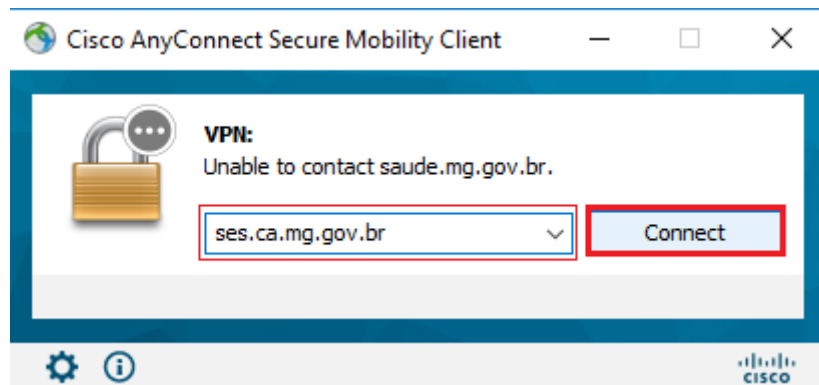 Cisco AnyConnect Secure Mobility Client
VPN:
Unable to contact saude.mg.gov.br.
ses.ca.mg.gov.br
Connect
CISCO